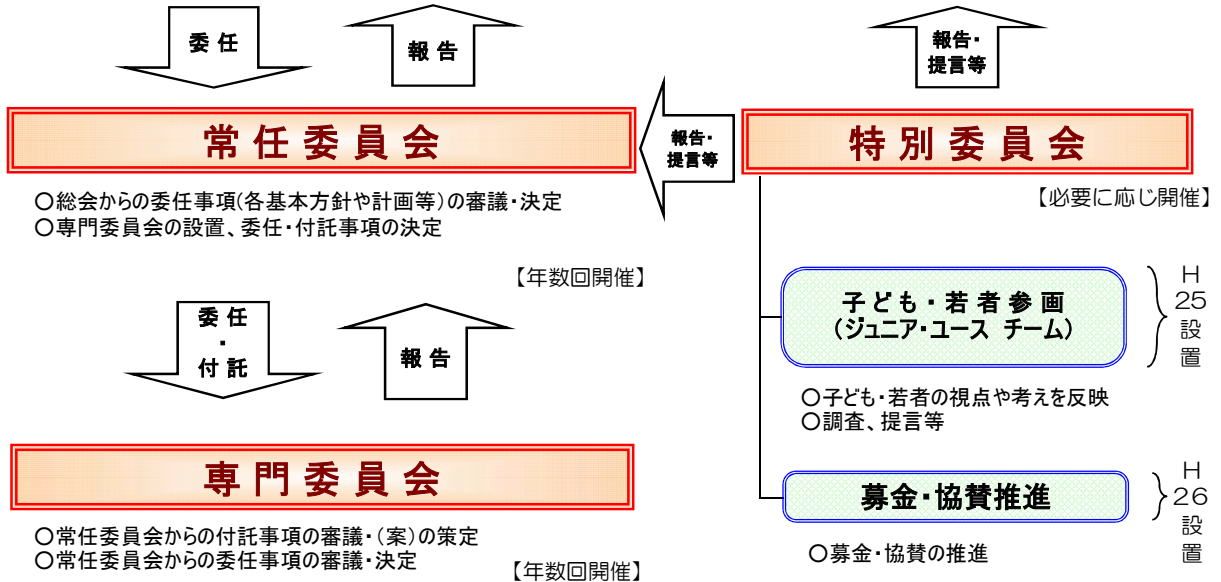 委 任
報 告
報告・
提言等
常 任 委 員 会
報告・
提言等
特 別 委 員 会
○総会からの委任事項(各基本方針や計画等)の審議・決定
○専門委員会の設置、委任・付託事項の決定
【年数回開催】
【必要に応じ開催】
委 任
・
付 託
報 告
子 ど も ・ 若 者 参 画
(ジュニア・ユース チーム)
H
25
設
置
○子ども・若者の視点や考えを反映
○調査、提言等
専 門 委 員 会
○常任委員会からの付託事項の審議・(案)の策定
○常任委員会からの委任事項の審議・決定
【年数回開催】
募金・協賛推進
H
26
設
置
○募金・協賛の推進